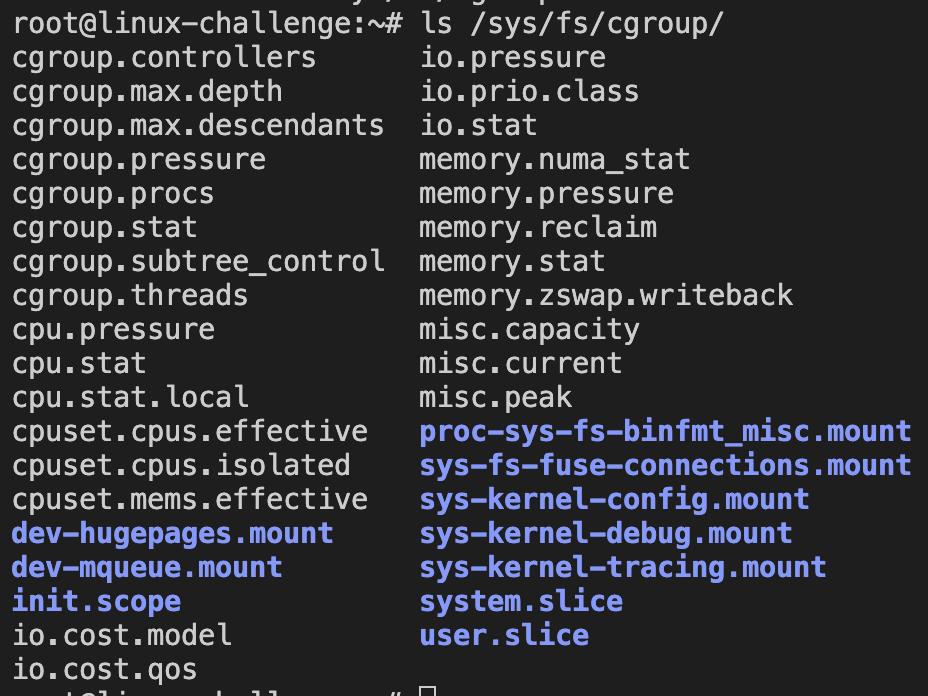 root@linux-challenge:~# ls /sys/fs/cgroup/
cgroup.controllers io.pressure
cgroup.max.depth io.prio.class
cgroup.max.descendants io.stat
cgroup.pressure memory.numa_stat
cgroup.procs memory.pressure
cgroup.stat memory.reclaim
cgroup.subtree_control memory.stat
cgroup.threads memory.zswap.writeback
cpu.pressure misc.capacity
cpu.stat misc.current
cpu.stat.local misc.peak
cpuset.cpus.effective proc-sys-fs-binfmt_misc.mount
cpuset.cpus.isolated sys-fs-fuse-connections.mount
cpuset.mems.effective sys-kernel-config.mount
dev-hugepages.mount sys-kernel-debug.mount
dev-mqueue.mount sys-kernel-tracing.mount
init.scope system.slice
io.cost.model user.slice
io.cost.qos